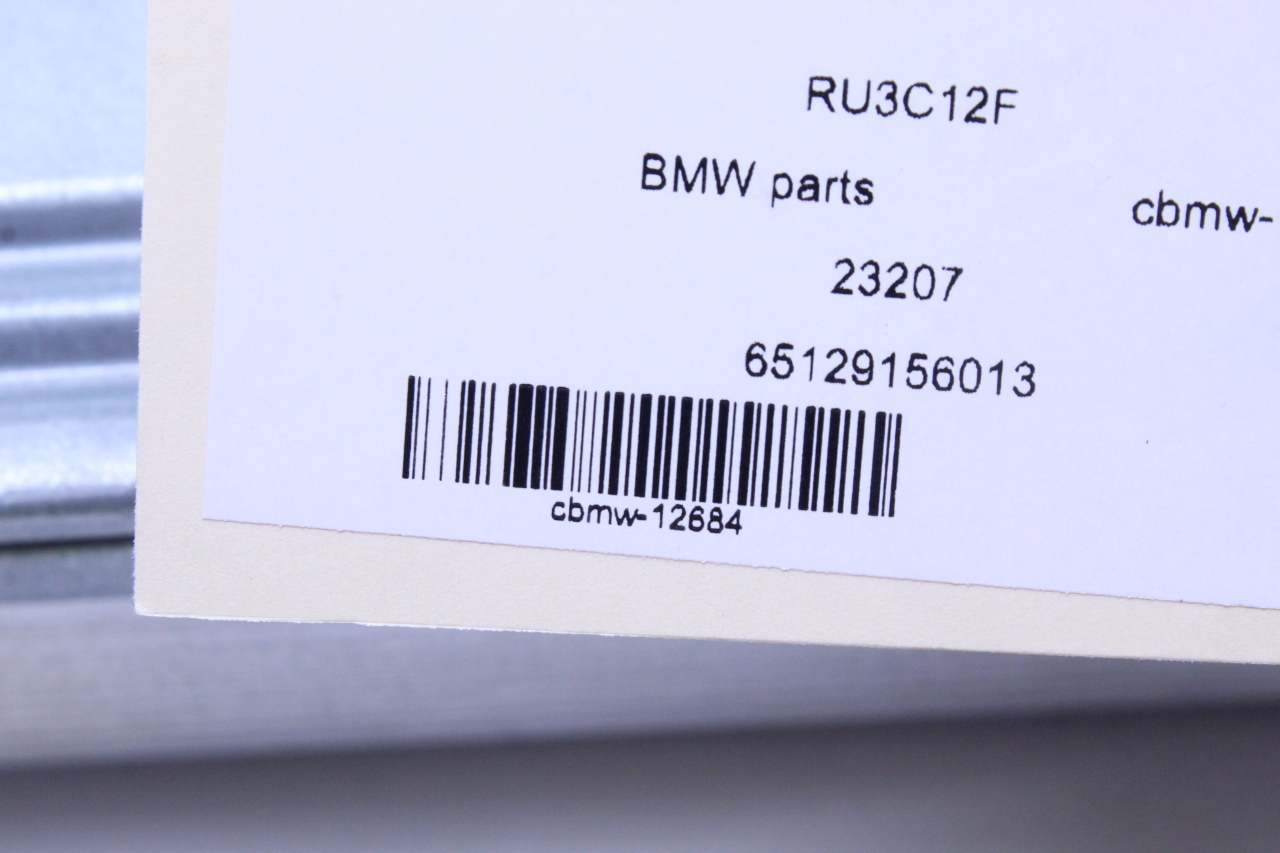 RU3C12F
BMW parts
cbmw-
23207
65129156013
cbmw-12684